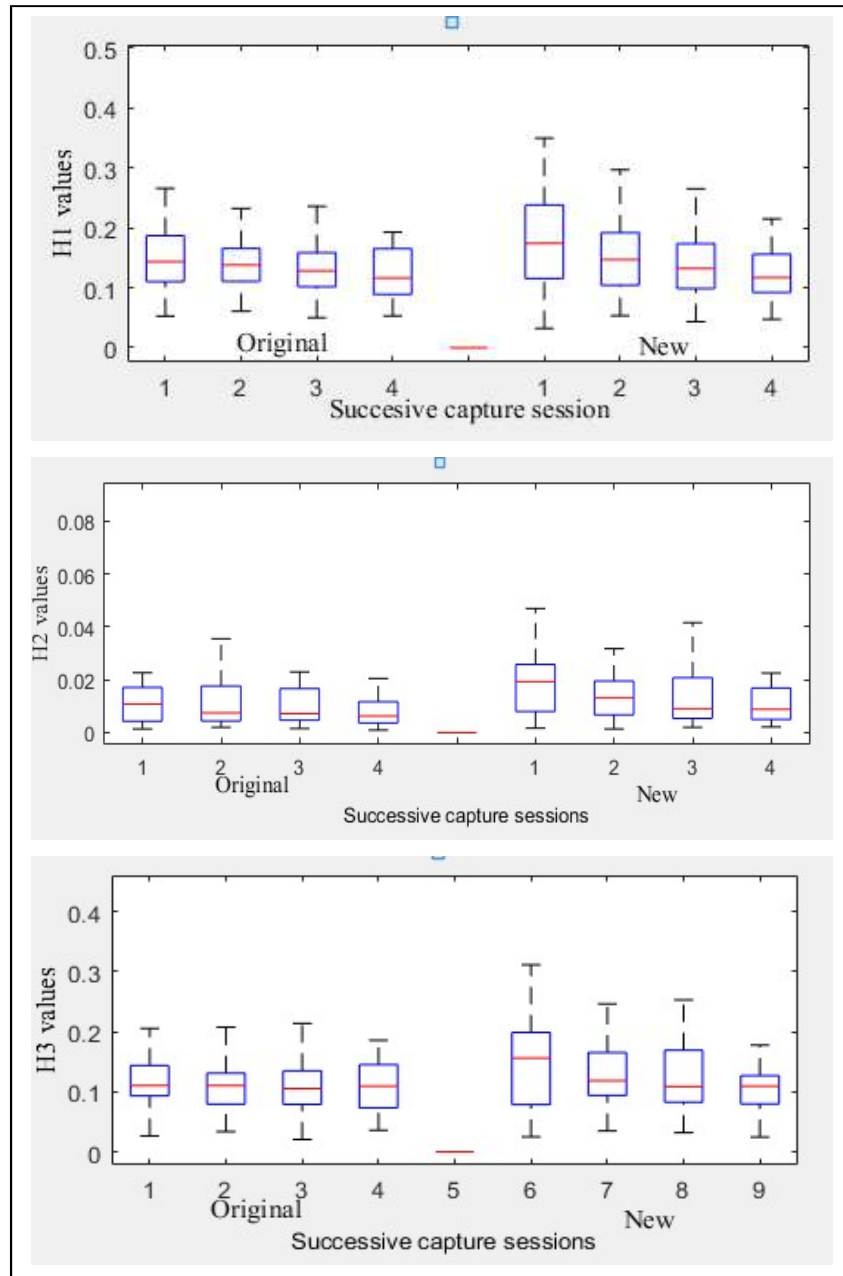 0.5
0.4
0.3
0.2
0.1
0
H1 values
Original
New
1 2 3 4 1 2 3 4
Succesive capture session
0.08
0.06
0.04
0.02
0
H2 values
1 2 3 4 1 2 3 4
Original
New
Successive capture sessions
0.4
0.3
0.2
0.1
0
H3 values
1 2 3 4 5 6 7 8 9
Original
New
Successive capture sessions